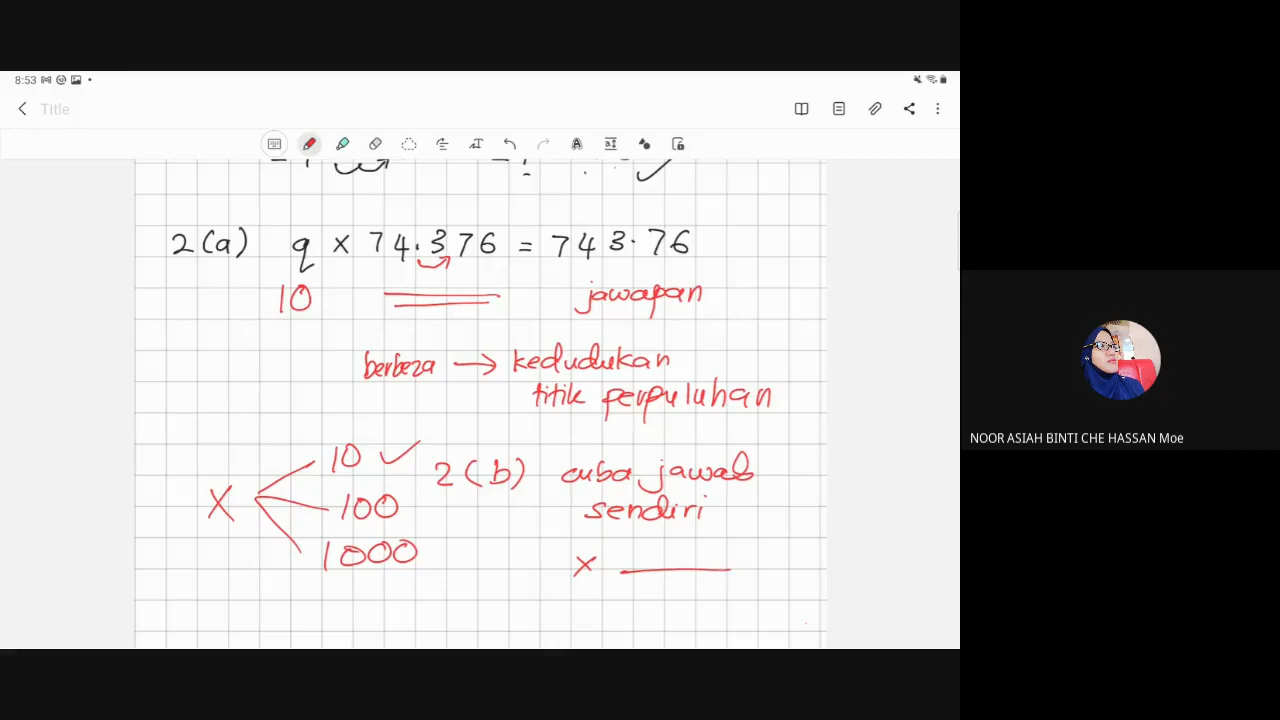 8:53
Title
2(a) q × 74.376 = 743.76
10 jawapan
berbeza → kedudukan
titik perpuluhan
× 10 ✓
100
1000
2(b) cuba jawab
sendiri
×
NOOR ASIAH BINTI CHE HASSAN Moe